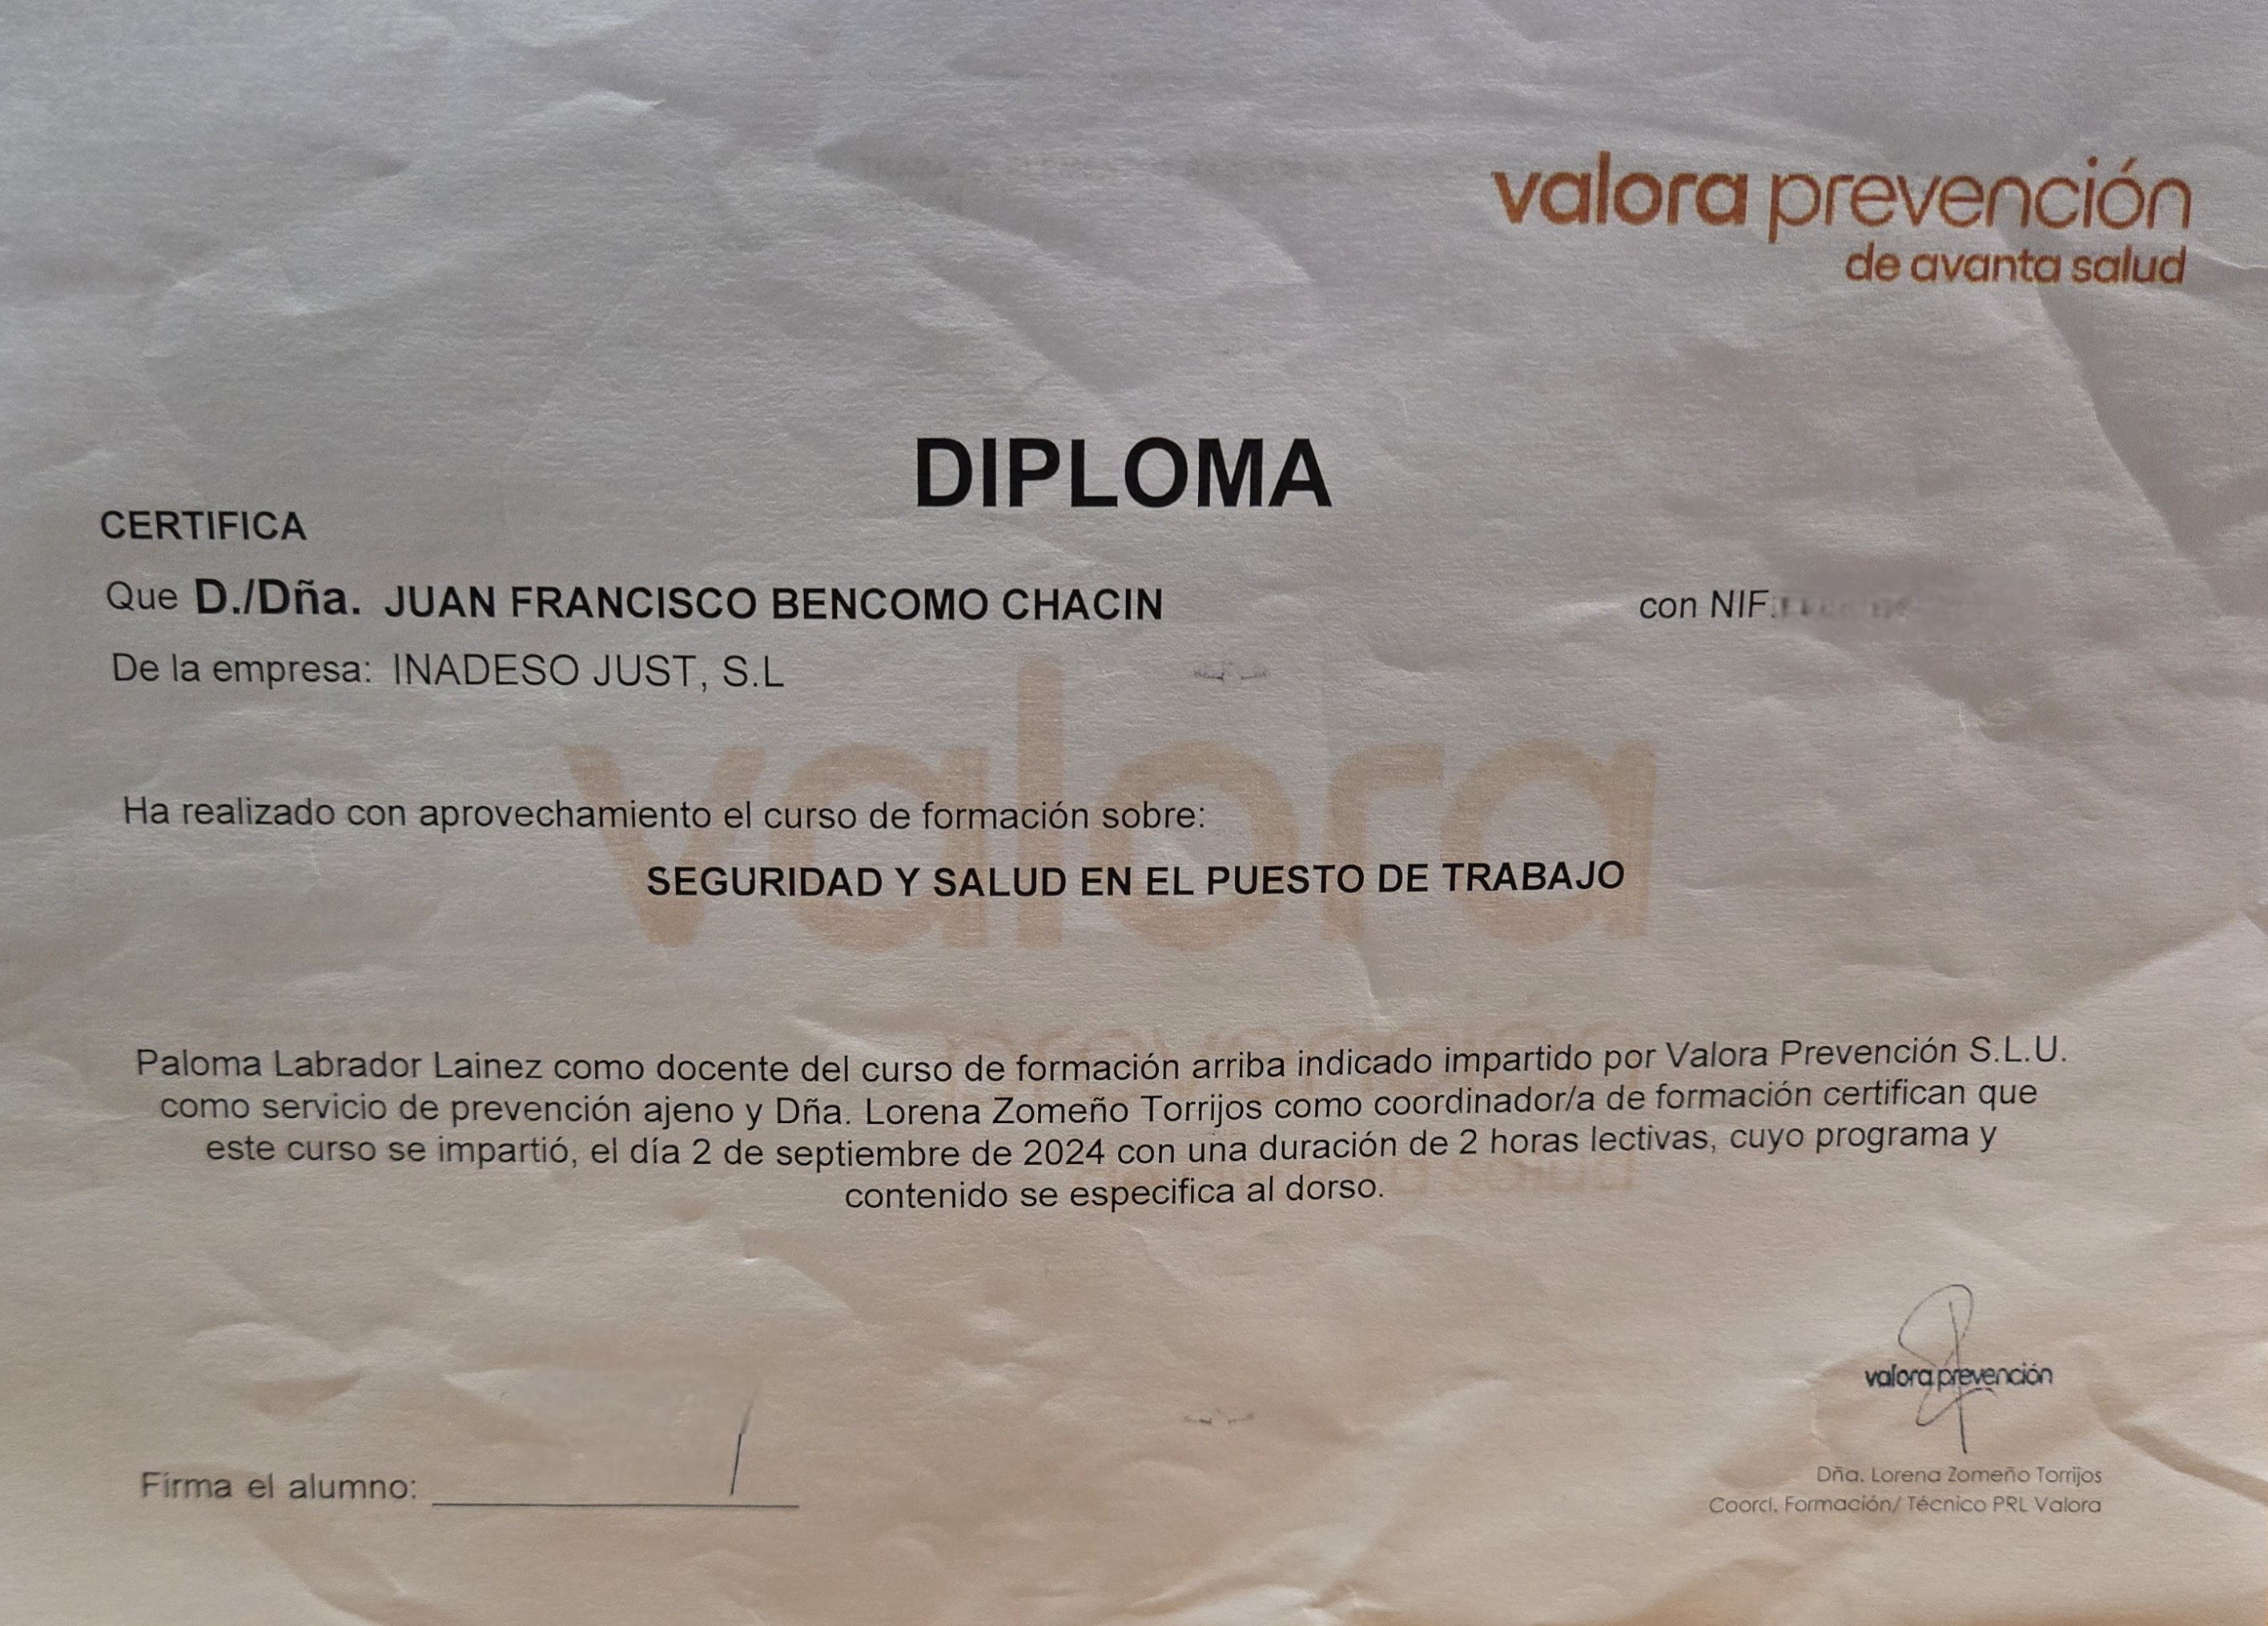 valora prevención
de avanta salud
DIPLOMA
CERTIFICA
Que D./Dña. JUAN FRANCISCO BENCOMO CHACIN con NIF:
De la empresa: INADESO JUST, S.L
valora
Ha realizado con aprovechamiento el curso de formación sobre:
SEGURIDAD Y SALUD EN EL PUESTO DE TRABAJO
Paloma Labrador Lainez como docente del curso de formación arriba indicado impartido por Valora Prevención S.L.U.
como servicio de prevención ajeno y Dña. Lorena Zomeño Torrijos como coordinador/a de formación certifican que
este curso se impartió, el día 2 de septiembre de 2024 con una duración de 2 horas lectivas, cuyo programa y
contenido se especifica al dorso.
valora prevención
Firma el alumno:
Dña. Lorena Zomeño Torrijos
Coord. Formación/ Técnico PRL Valora